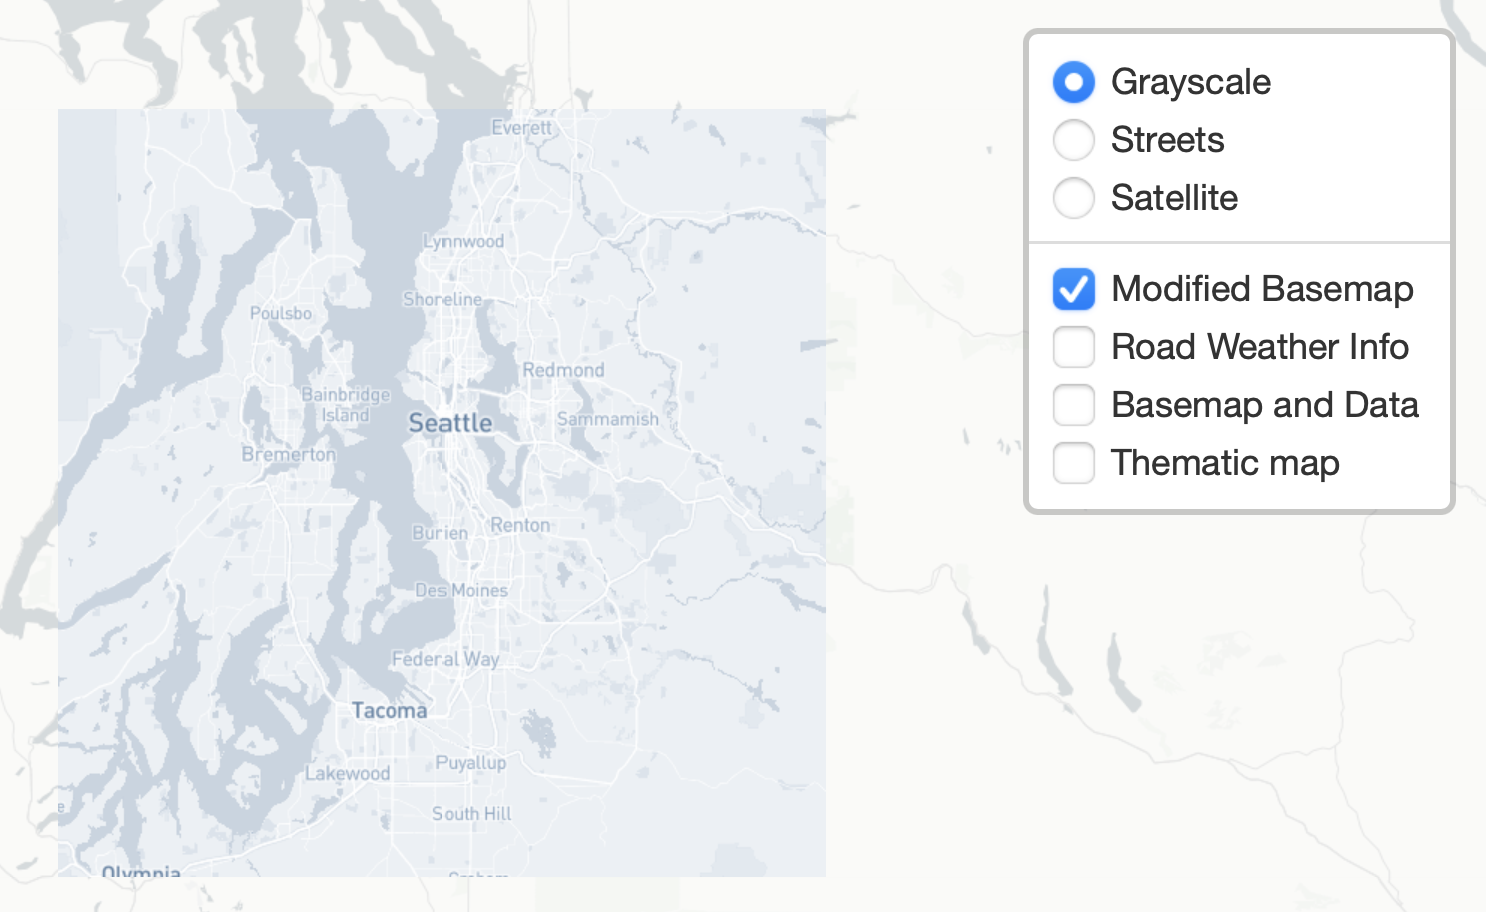 Grayscale
Streets
Satellite
Modified Basemap
Road Weather Info
Basemap and Data
Thematic map
Everett
Lynnwood
Shoreline
Poulsbo
Redmond
Bainbridge
Island
Seattle
Sammamish
Bremerton
Burien
Renton
Des Moines
Federal Way
Tacoma
Lakewood
Puyallup
South Hill
e
Olympia